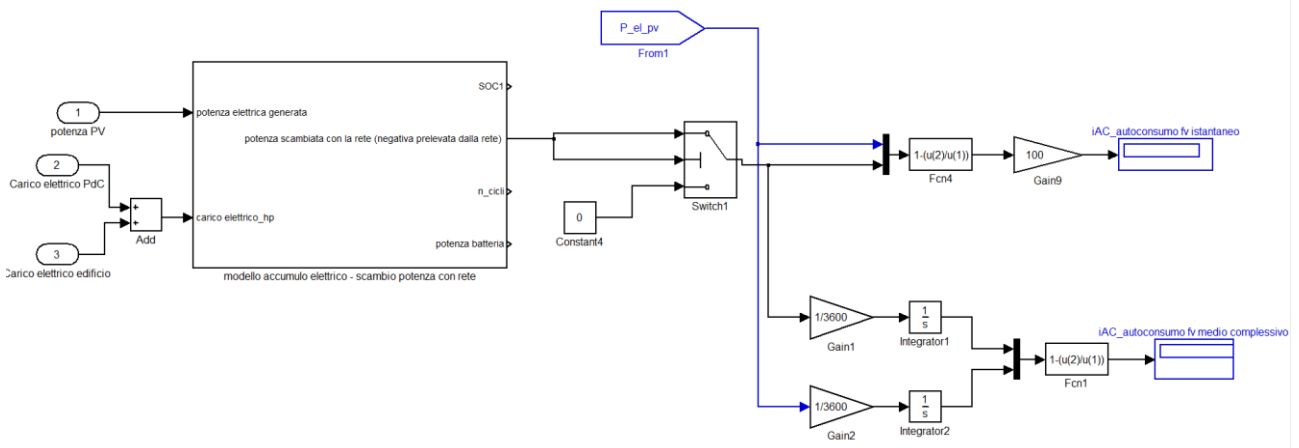 P_el_pv
From1
1
potenza PV
2
Carico elettrico PdC
3
Carico elettrico edificio
+
+
Add
potenza elettrica generata
carico elettrico_hp
SOC1
potenza scambiata con la rete (negativa prelevata dalla rete)
n_cicli
potenza batteria
modello accumulo elettrico - scambio potenza con rete
0
Constant4
Switch1
1-(u(2)/u(1))
Fcn4
100
Gain9
iAC_autoconsumo fv istantaneo
1/3600
Gain1
1
s
Integrator1
1/3600
Gain2
1
s
Integrator2
1-(u(2)/u(1))
Fcn1
iAC_autoconsumo fv medio complessivo